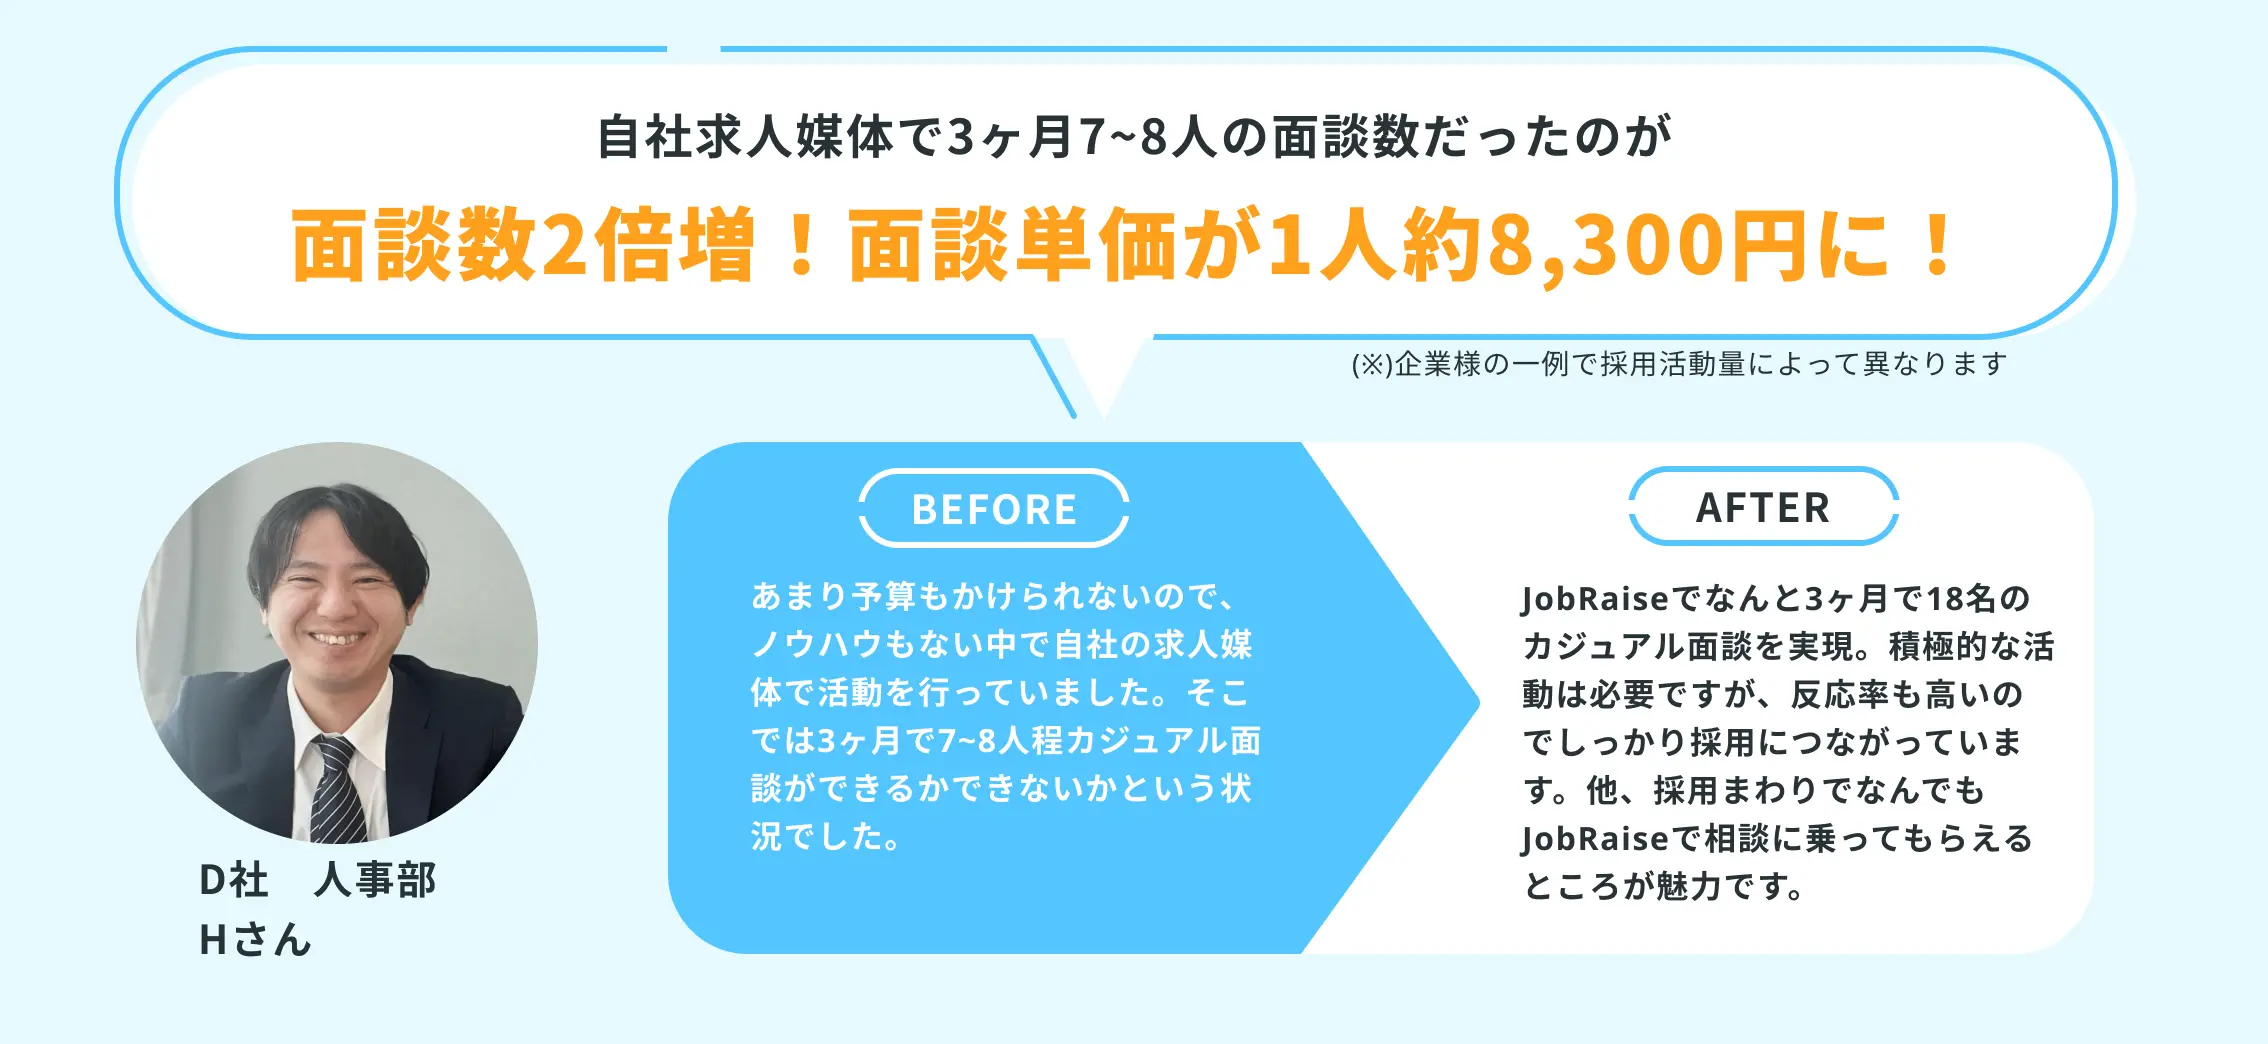 自社求人媒体で3ヶ月7~8人の面談数だったのが
面談数2倍増！面談単価が1人約8,300円に！
(※)企業様の一例で採用活動量によって異なります
BEFORE
あまり予算もかけられないので、
ノウハウもない中で自社の求人媒
体で活動を行っていました。そこ
では3ヶ月で7~8人程カジュアル面
談ができるかできないかという状
況でした。
AFTER
JobRaiseでなんと3ヶ月で18名の
カジュアル面談を実現。積極的な活
動は必要ですが、反応率も高いの
でしっかり採用につながっていま
す。他、採用まわりでなんでも
JobRaiseで相談に乗ってもらえる
ところが魅力です。
D社　人事部
Hさん